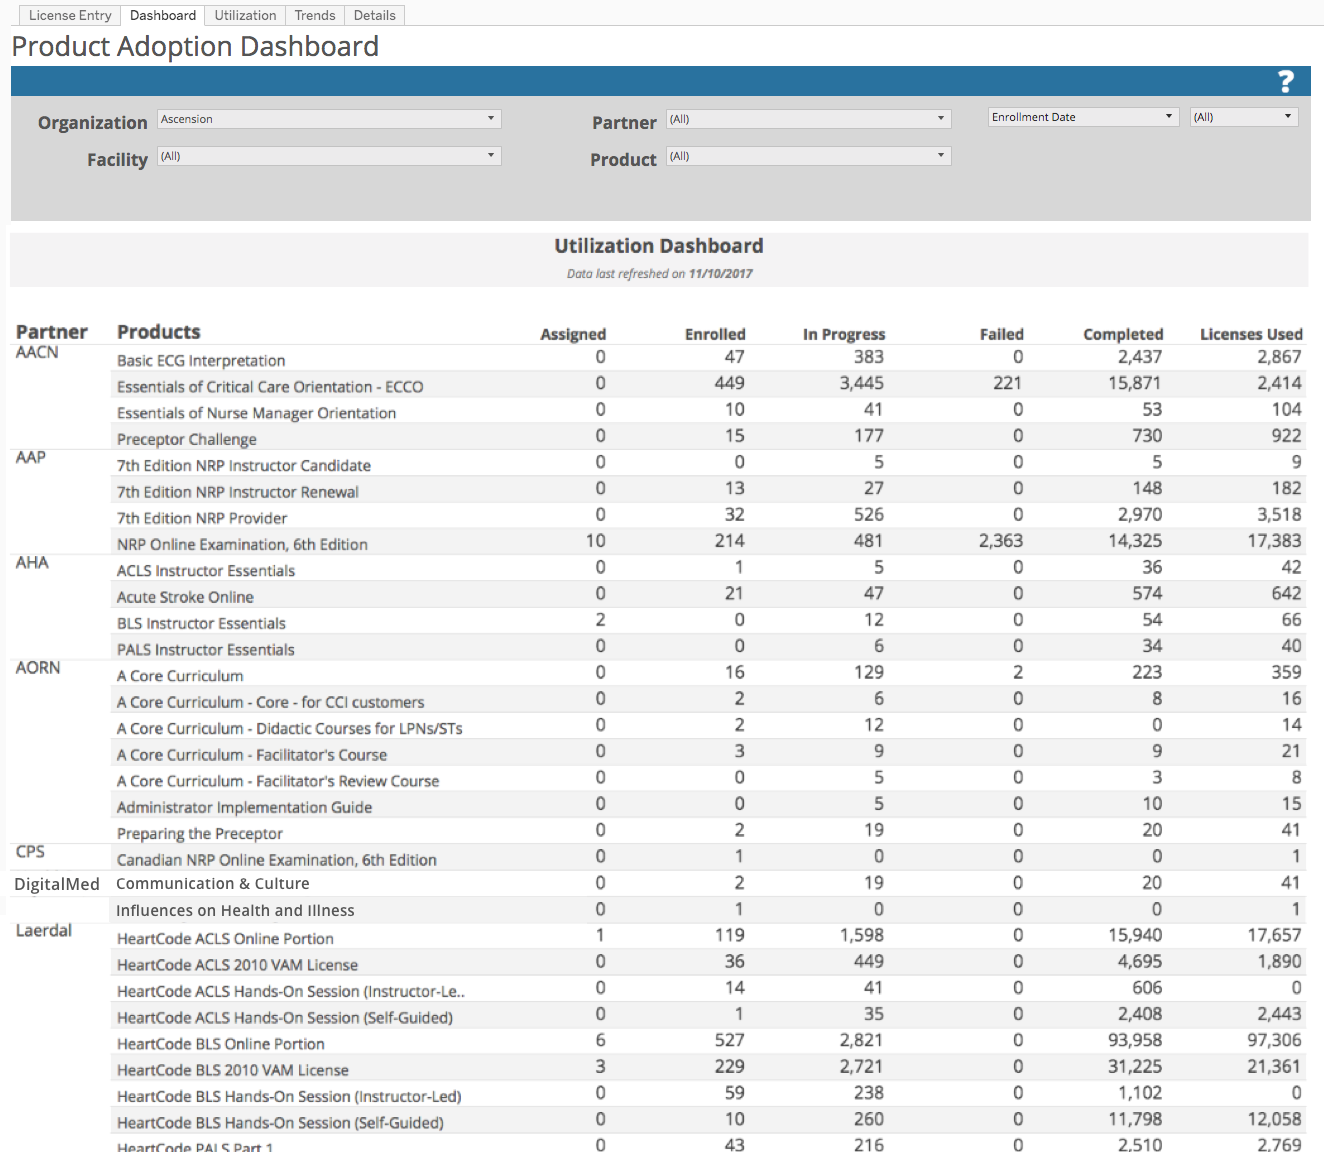 License Entry Dashboard Utilization Trends Details
Product Adoption Dashboard
?
Organization Ascension Partner (All) Enrollment Date (All)
Facility (All) Product (All)
Utilization Dashboard
Data last refreshed on 11/10/2017
Partner Products Assigned Enrolled In Progress Failed Completed Licenses Used
AACN Basic ECG Interpretation 0 47 383 0 2,437 2,867
Essentials of Critical Care Orientation - ECCO 0 449 3,445 221 15,871 2,414
Essentials of Nurse Manager Orientation 0 10 41 0 53 104
Preceptor Challenge 0 15 177 0 730 922
AAP 7th Edition NRP Instructor Candidate 0 0 5 0 5 9
7th Edition NRP Instructor Renewal 0 13 27 0 148 182
7th Edition NRP Provider 0 32 526 0 2,970 3,518
NRP Online Examination, 6th Edition 10 214 481 2,363 14,325 17,383
AHA ACLS Instructor Essentials 0 1 5 0 36 42
Acute Stroke Online 0 21 47 0 574 642
BLS Instructor Essentials 2 0 12 0 54 66
PALS Instructor Essentials 0 0 6 0 34 40
AORN A Core Curriculum 0 16 129 2 223 359
A Core Curriculum - Core - for CCI customers 0 2 6 0 8 16
A Core Curriculum - Didactic Courses for LPNs/STs 0 2 12 0 0 14
A Core Curriculum - Facilitator's Course 0 3 9 0 9 21
A Core Curriculum - Facilitator's Review Course 0 0 5 0 3 8
Administrator Implementation Guide 0 0 5 0 10 15
Preparing the Preceptor 0 2 19 0 20 41
CPS Canadian NRP Online Examination, 6th Edition 0 1 0 0 0 1
DigitalMed Communication & Culture 0 2 19 0 20 41
Influences on Health and Illness 0 1 0 0 0 1
Laerdal HeartCode ACLS Online Portion 1 119 1,598 0 15,940 17,657
HeartCode ACLS 2010 VAM License 0 36 449 0 4,695 1,890
HeartCode ACLS Hands-On Session (Instructor-Le.. 0 14 41 0 606 0
HeartCode ACLS Hands-On Session (Self-Guided) 0 1 35 0 2,408 2,443
HeartCode BLS Online Portion 6 527 2,821 0 93,958 97,306
HeartCode BLS 2010 VAM License 3 229 2,721 0 31,225 21,361
HeartCode BLS Hands-On Session (Instructor-Led) 0 59 238 0 1,102 0
HeartCode BLS Hands-On Session (Self-Guided) 0 10 260 0 11,798 12,058
HeartCode PALS Part 1 0 43 216 0 2,510 2,769